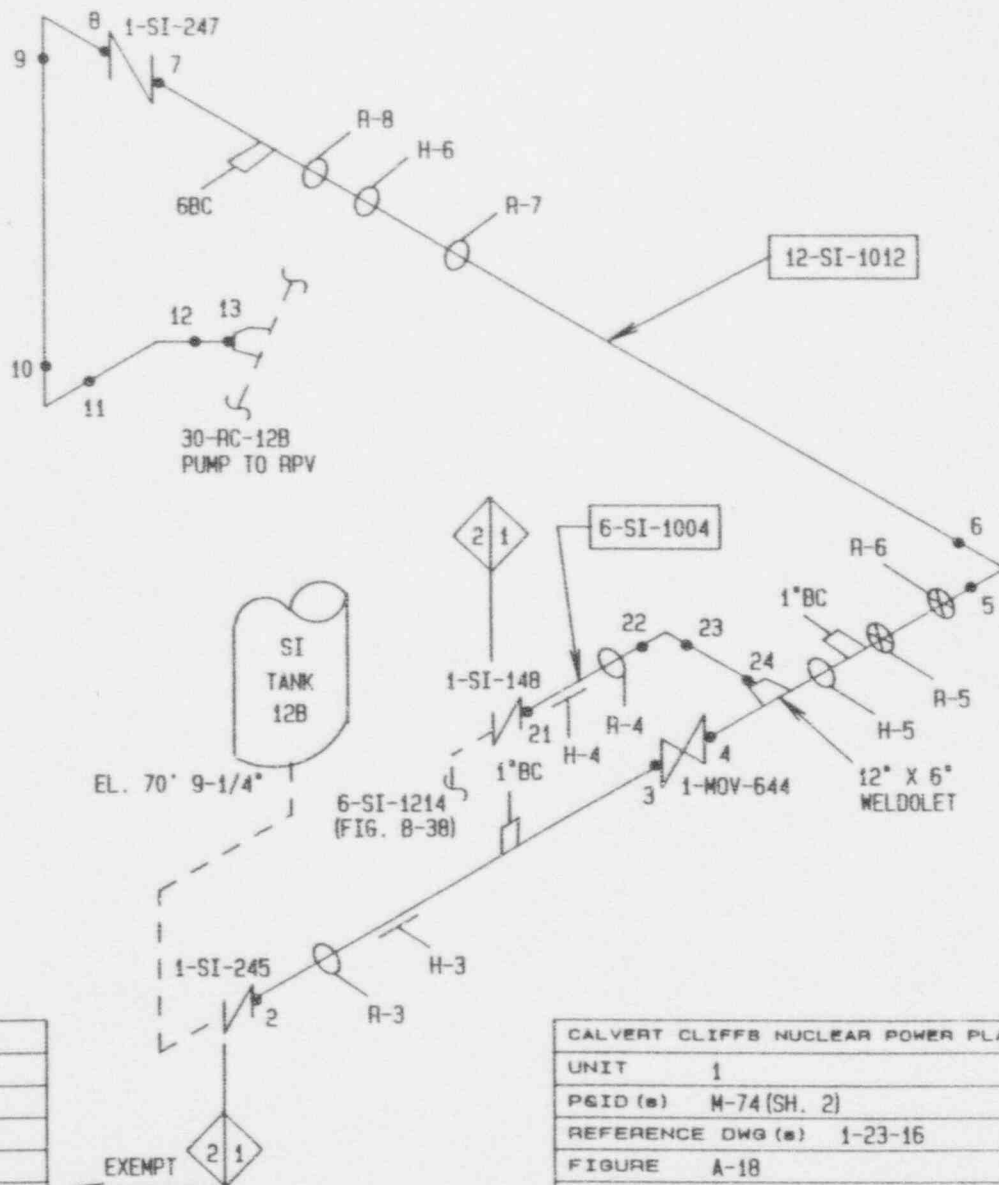 8
1-SI-247
9
7
R-8
H-6
R-7
6BC
12-SI-1012
12
13
10
11
30-RC-12B
PUMP TO RPV
2 1
6-SI-1004
6
R-6
5
1"BC
SI
TANK
12B
22
23
24
1-SI-148
21
H-4
R-4
R-5
H-5
EL. 70' 9-1/4"
1"BC
3
4
1-MOV-644
12" X 6"
WELDOLET
6-SI-1214
(FIG. B-38)
H-3
R-3
1-SI-245
2
EXEMPT
2 1
CALVERT CLIFFS NUCLEAR POWER PLA
UNIT 1
P&ID (s) M-74 (SH. 2)
REFERENCE DWG (s) 1-23-16
FIGURE A-18